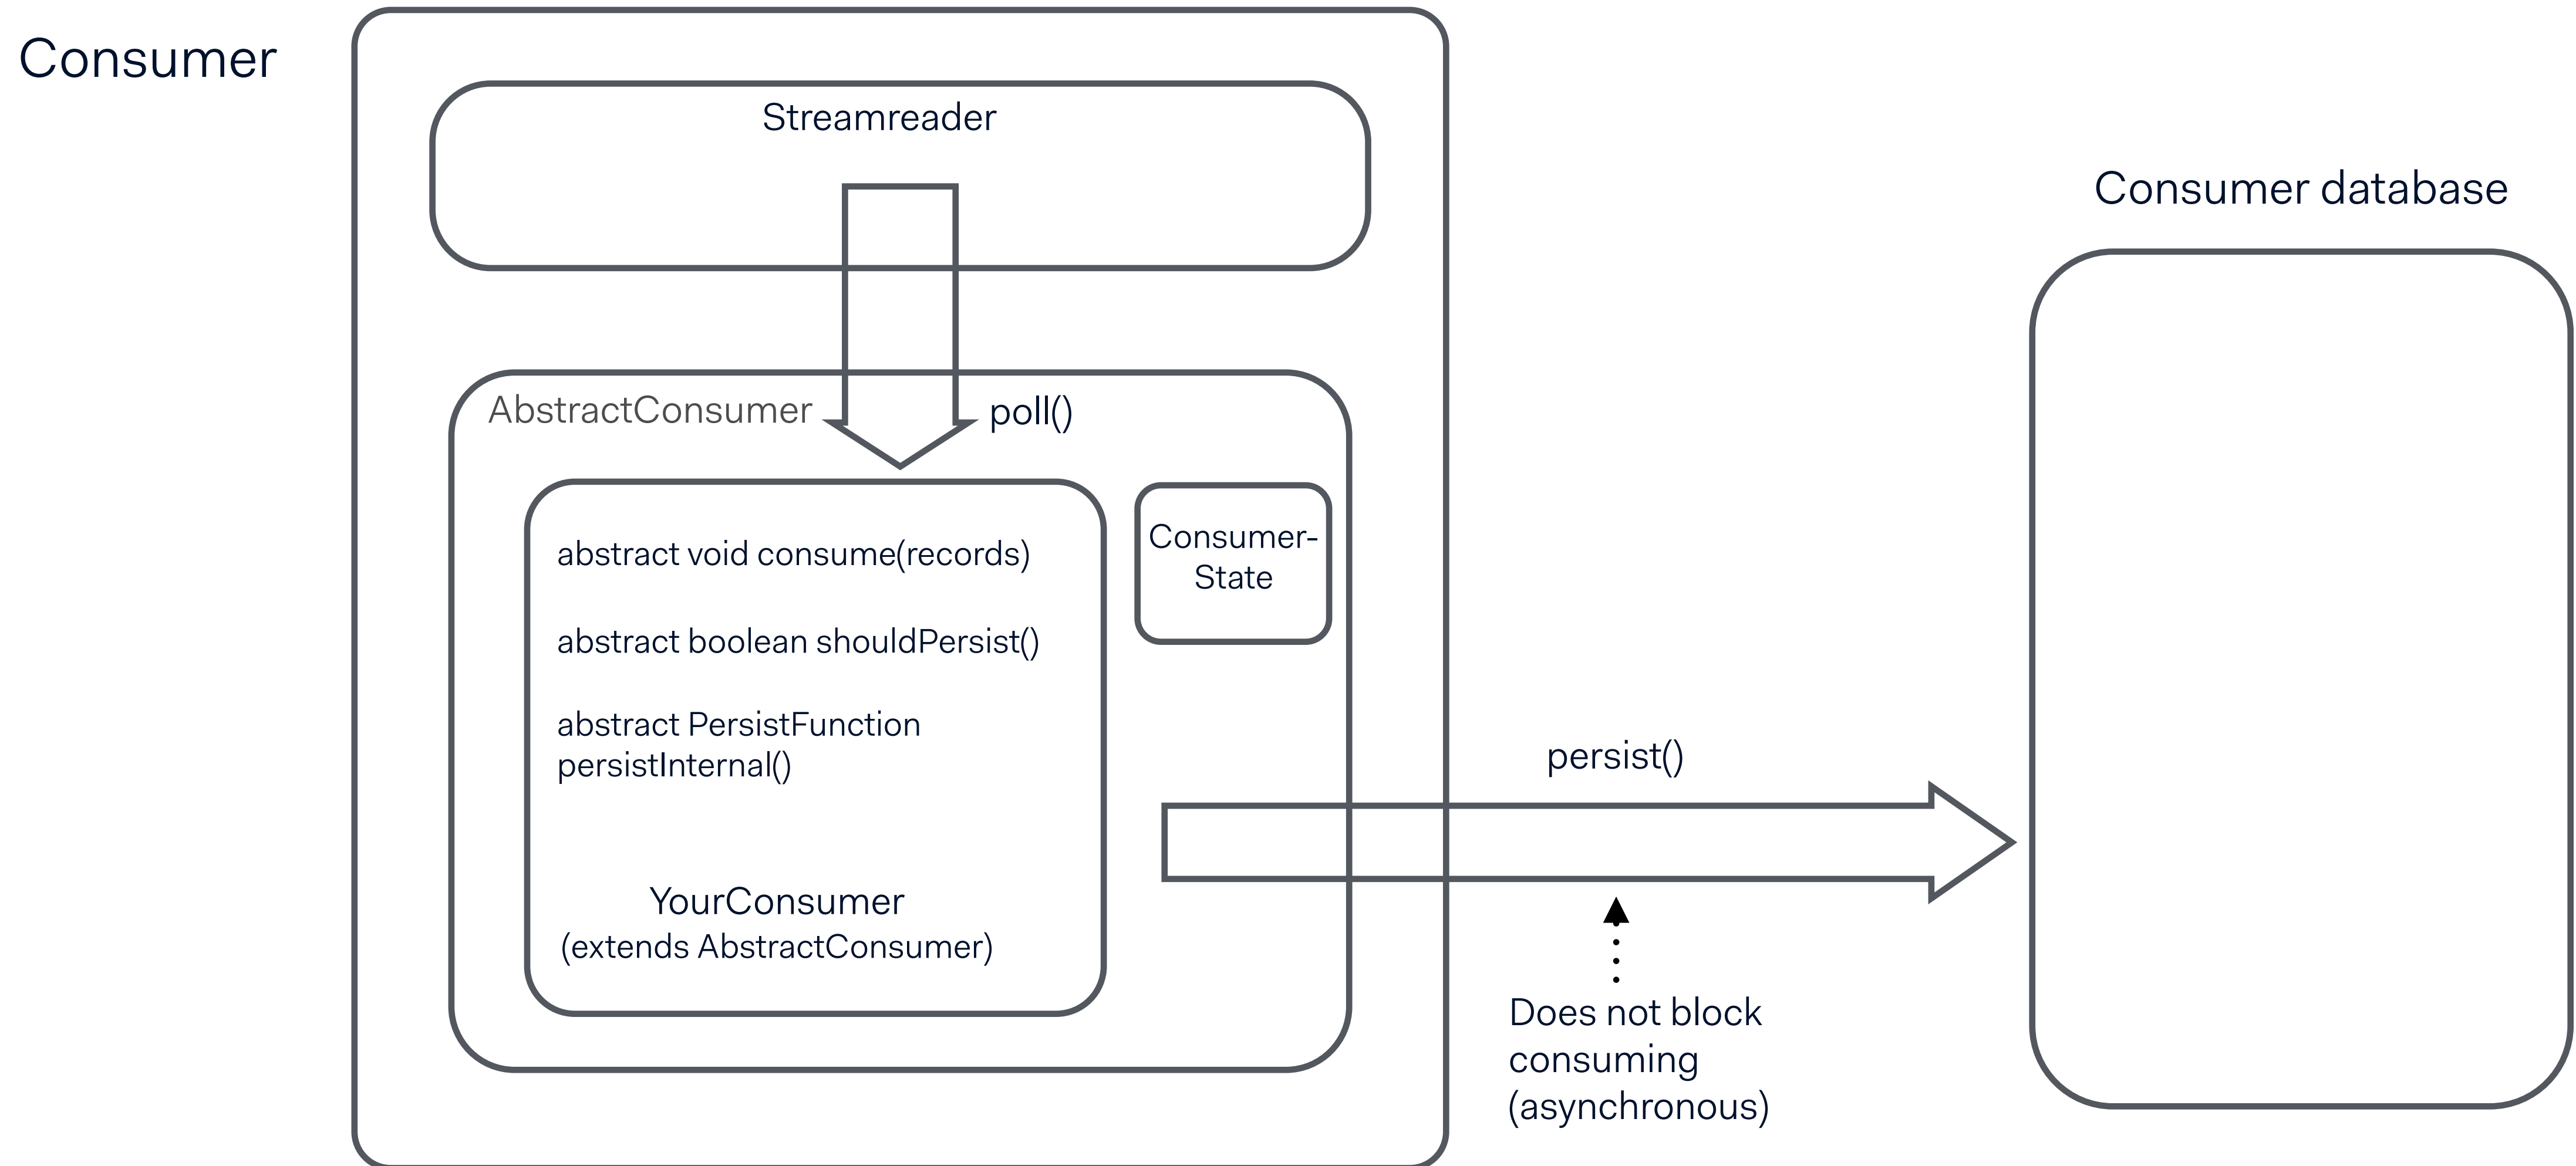 Consumer
Streamreader
Consumer database
AbstractConsumer
poll()
abstract void consume(records)
Consumer-
State
abstract boolean shouldPersist()
abstract PersistFunction
persistInternal()
persist()
YourConsumer
(extends AbstractConsumer)
Does not block
consuming
(asynchronous)